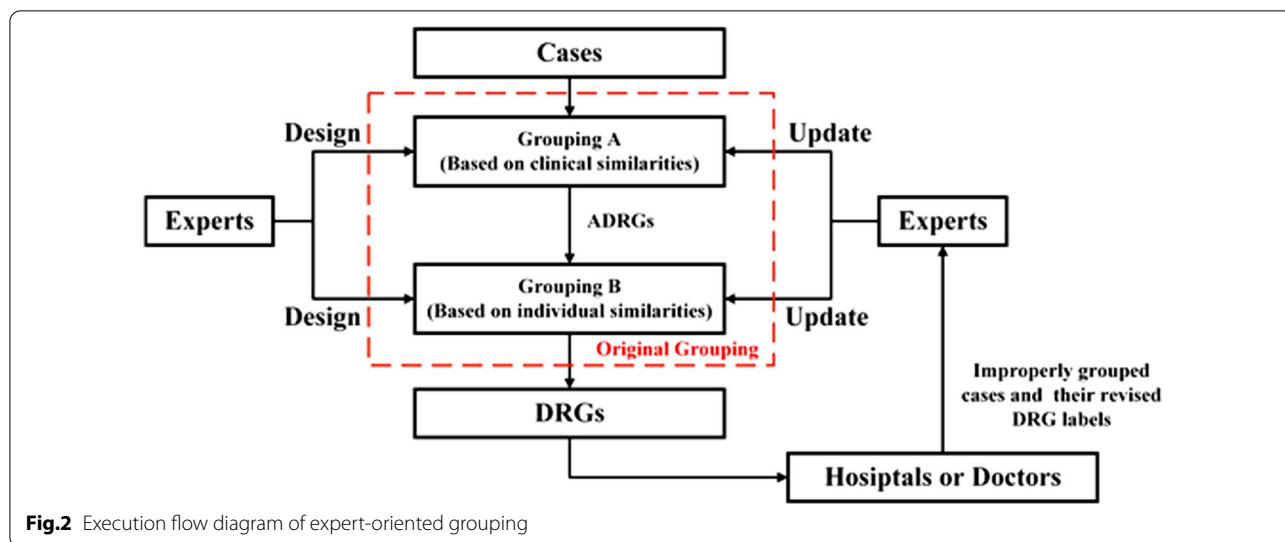 Cases
Design
Update
Grouping A
(Based on clinical similarities)
Experts
ADRGs
Experts
Grouping B
(Based on individual similarities)
Design
Update
Original Grouping
Improperly grouped
cases and their revised
DRG labels
DRGs
Hosiptals or Doctors
Fig.2 Execution flow diagram of expert-oriented grouping